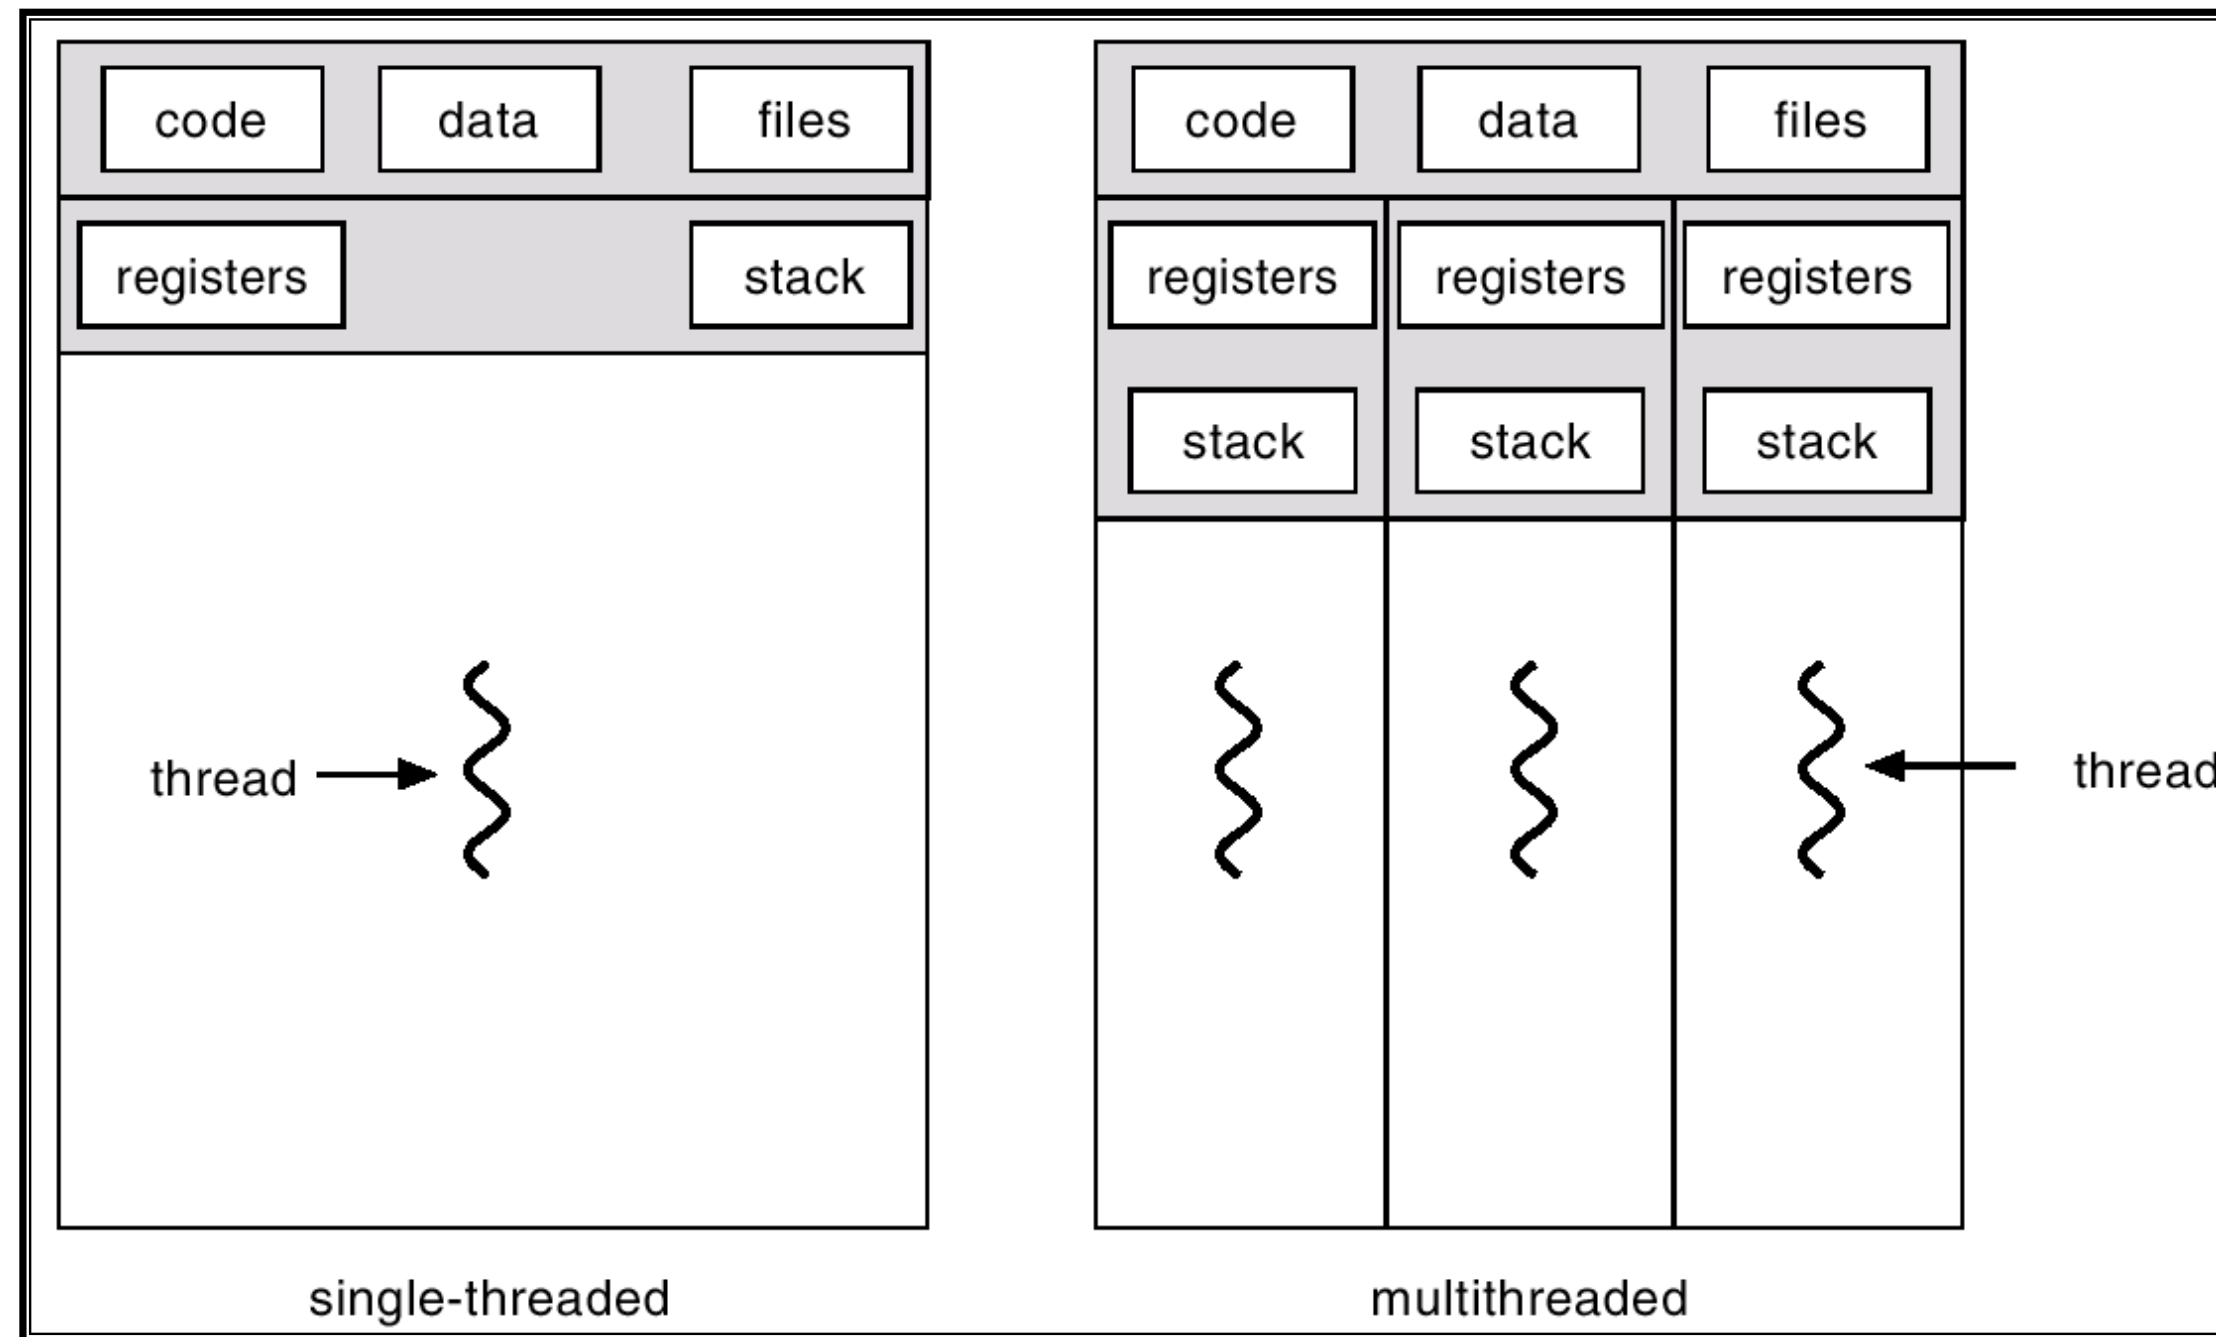 code data files
registers stack
thread
single-threaded
code data files
registers registers registers
stack stack stack
thread
multithreaded